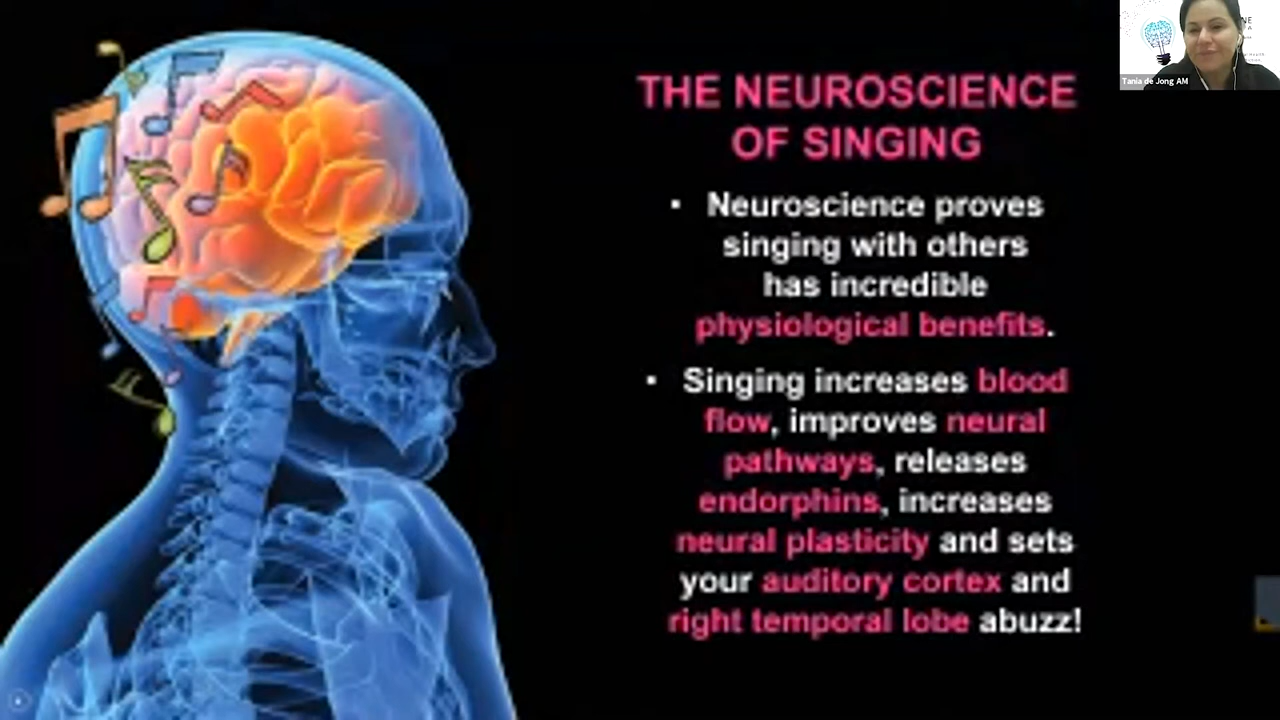 THE NEUROSCIENCE
OF SINGING
• Neuroscience proves
singing with others
has incredible
physiological benefits.
• Singing increases blood
flow, improves neural
pathways, releases
endorphins, increases
neural plasticity and sets
your auditory cortex and
right temporal lobe abuzz!
Tania de Jong AM